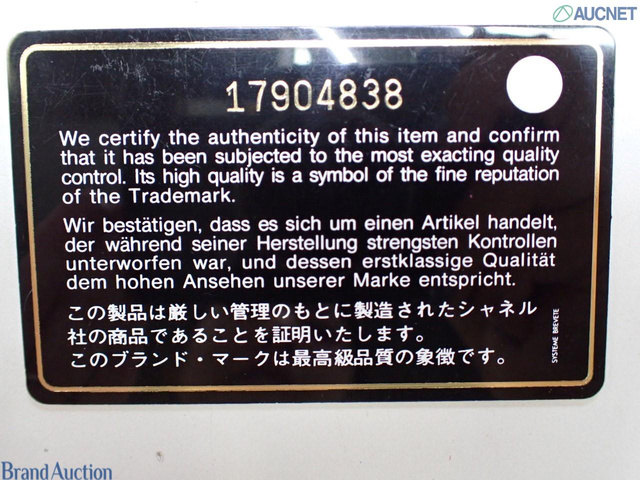 AUCNET
17904838
We certify the authenticity of this item and confirm
that it has been subjected to the most exacting quality
control. Its high quality is a symbol of the fine reputation
of the Trademark.
Wir bestätigen, dass es sich um einen Artikel handelt,
der während seiner Herstellung strengsten Kontrollen
unterworfen war, und dessen erstklassige Qualität
dem hohen Ansehen unserer Marke entspricht.
この製品は厳しい管理のもとに製造されたシャネル
社の商品であることを証明いたします。
このブランド・マークは最高級品質の象徴です。
SYSTEME BREVETE
Brand Auction